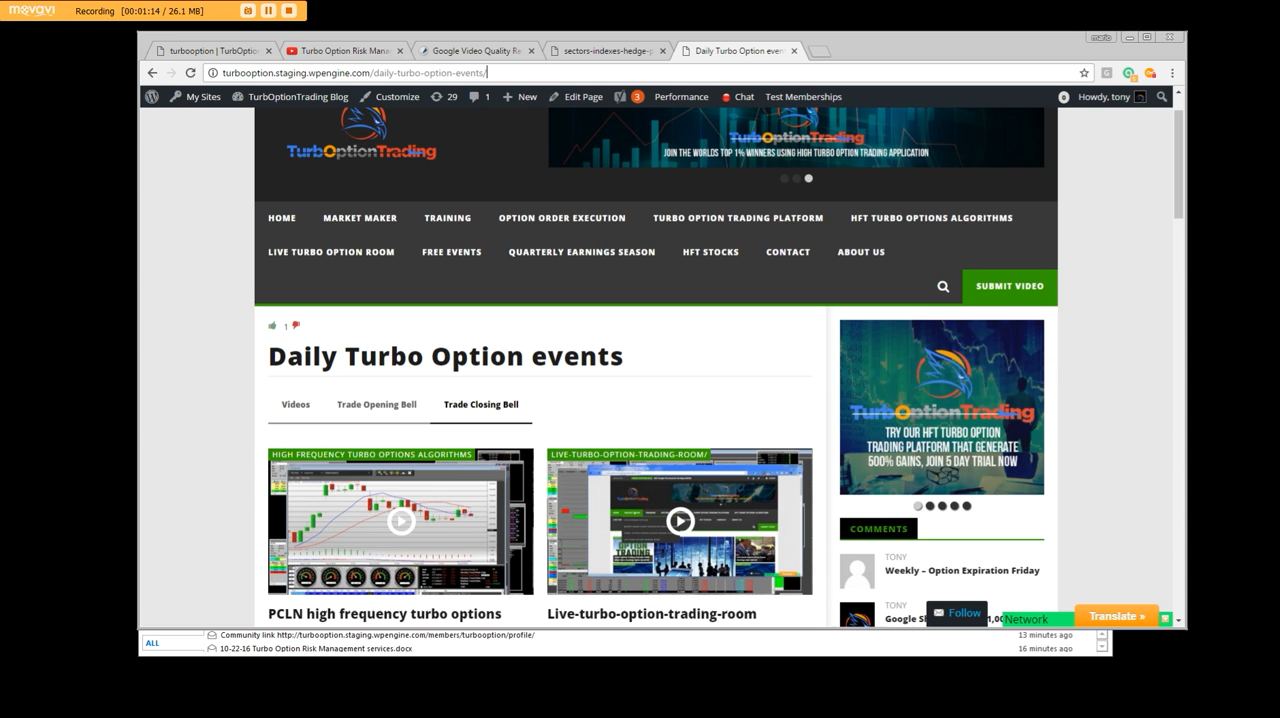 movavi Recording [00:01:14 / 26.1 MB]
mario
turbooption | TurbOptio
Turbo Option Risk Mana
Google Video Quality Re
sectors-indexes-hedge-
Daily Turbo Option even
turbooption.staging.wpengine.com/daily-turbo-option-events/
My Sites TurbOptionTrading Blog Customize 29 1 New Edit Page 3 Performance Chat Test Memberships 0 Howdy, tony
TurbOptionTrading
TurbOptionTrading
JOIN THE WORLDS TOP 1% WINNERS USING HIGH TURBO OPTION TRADING APPLICATION
HOME MARKET MAKER TRAINING OPTION ORDER EXECUTION TURBO OPTION TRADING PLATFORM HFT TURBO OPTIONS ALGORITHMS
LIVE TURBO OPTION ROOM FREE EVENTS QUARTERLY EARNINGS SEASON HFT STOCKS CONTACT ABOUT US
SUBMIT VIDEO
1
Daily Turbo Option events
Videos Trade Opening Bell Trade Closing Bell
HIGH FREQUENCY TURBO OPTIONS ALGORITHMS
PCLN high frequency turbo options
LIVE-TURBO-OPTION-TRADING-ROOM/
OPTION
TRADING
Live-turbo-option-trading-room
TurbOptionTrading
TRY OUR HFT TURBO OPTION
TRADING PLATFORM THAT GENERATE
500% GAINS, JOIN 5 DAY TRIAL NOW
COMMENTS
TONY
Weekly – Option Expiration Friday
TONY
Follow
Network
Translate »
ALL
Community link http://turbooption.staging.wpengine.com/members/turbooption/profile/ 13 minutes ago
10-22-16 Turbo Option Risk Management services.docx 16 minutes ago